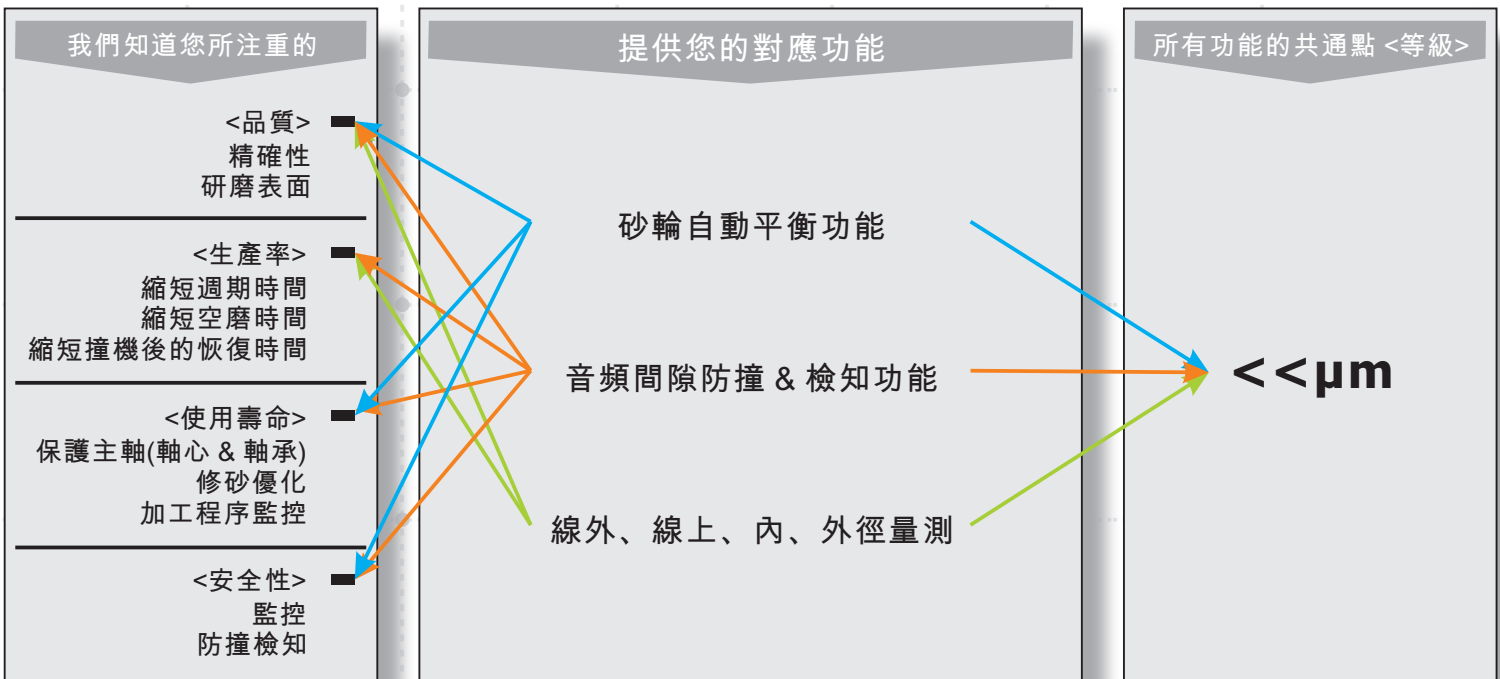 我們知道您所注重的
<品質>
精確性
研磨表面
<生產率>
縮短週期時間
縮短空磨時間
縮短撞機後的恢復時間
<使用壽命>
保護主軸(軸心 & 軸承)
修砂優化
加工程序監控
<安全性>
監控
防撞檢知
提供您的對應功能
砂輪自動平衡功能
音頻間隙防撞 & 檢知功能
線外、線上、內、外徑量測
所有功能的共通點 <等級>
<<μm